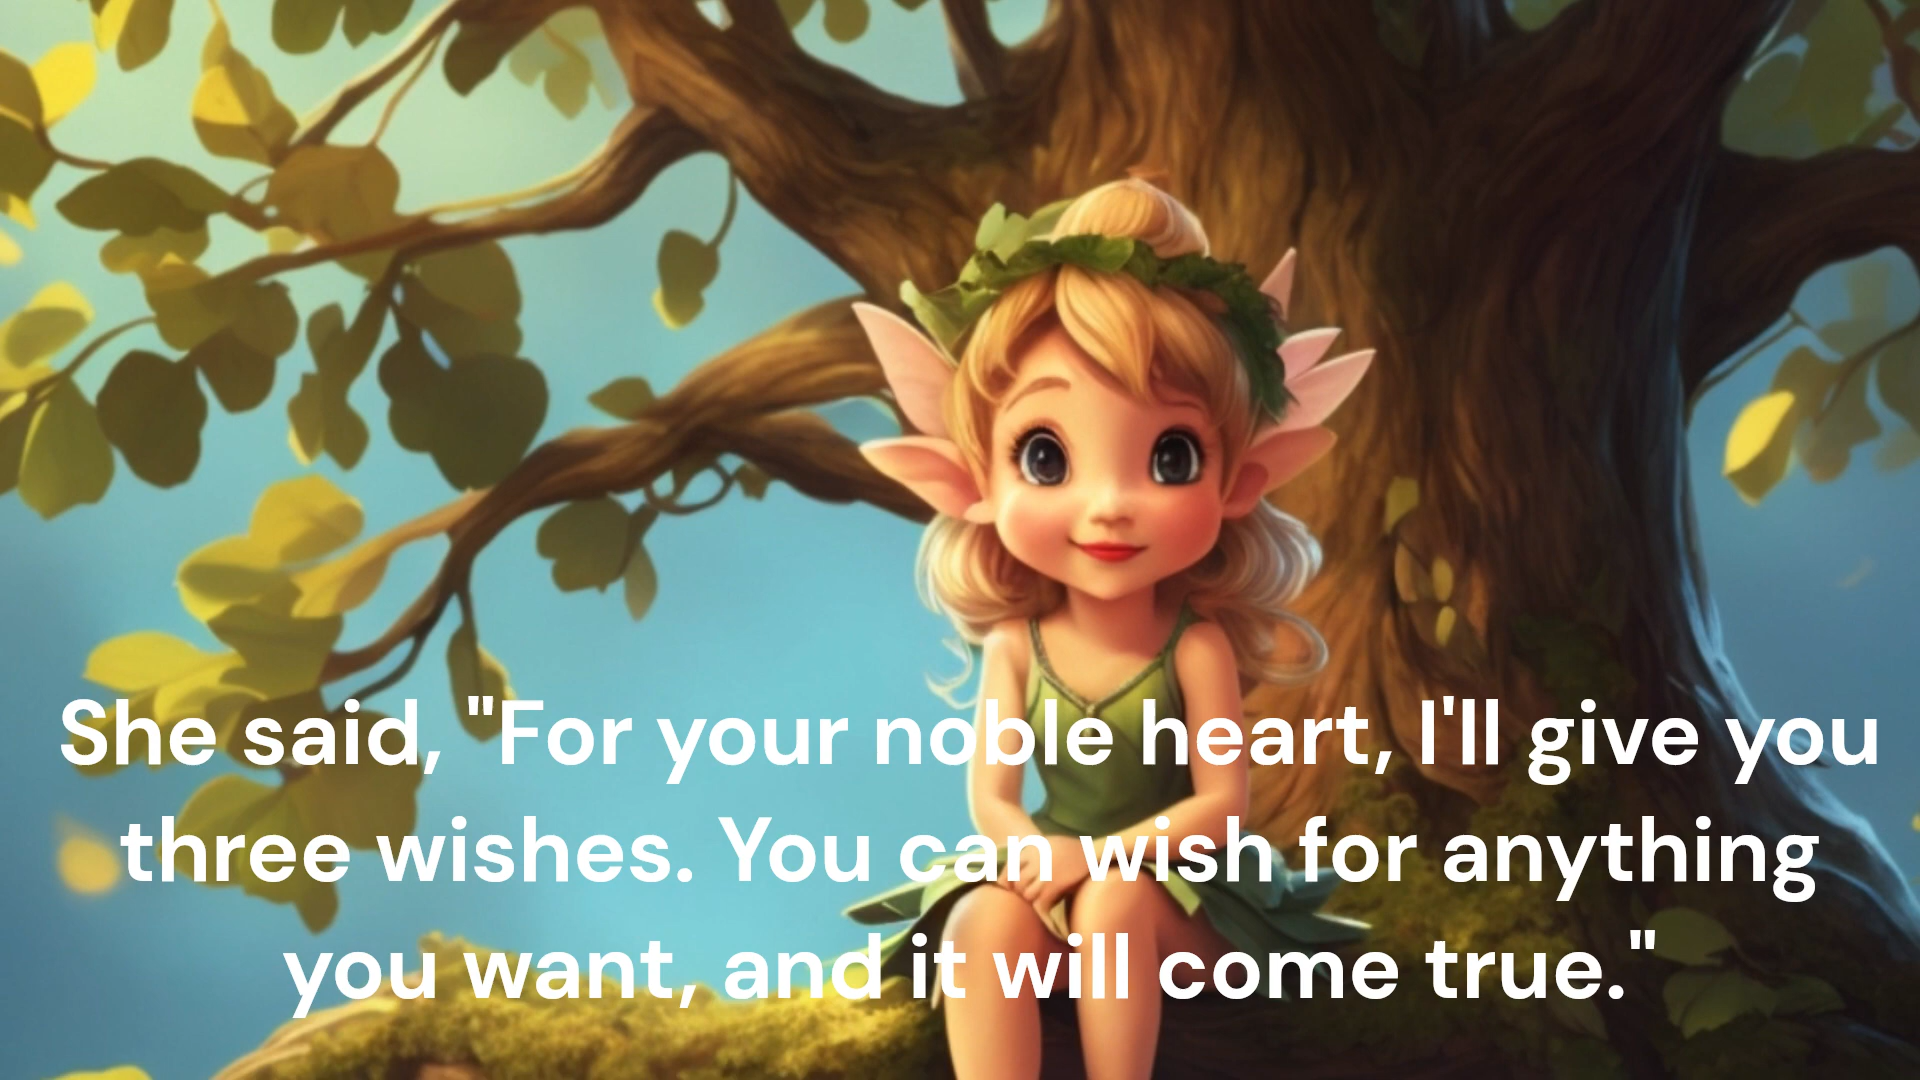 She said, "For your noble heart, I'll give you
three wishes. You can wish for anything
you want, and it will come true."